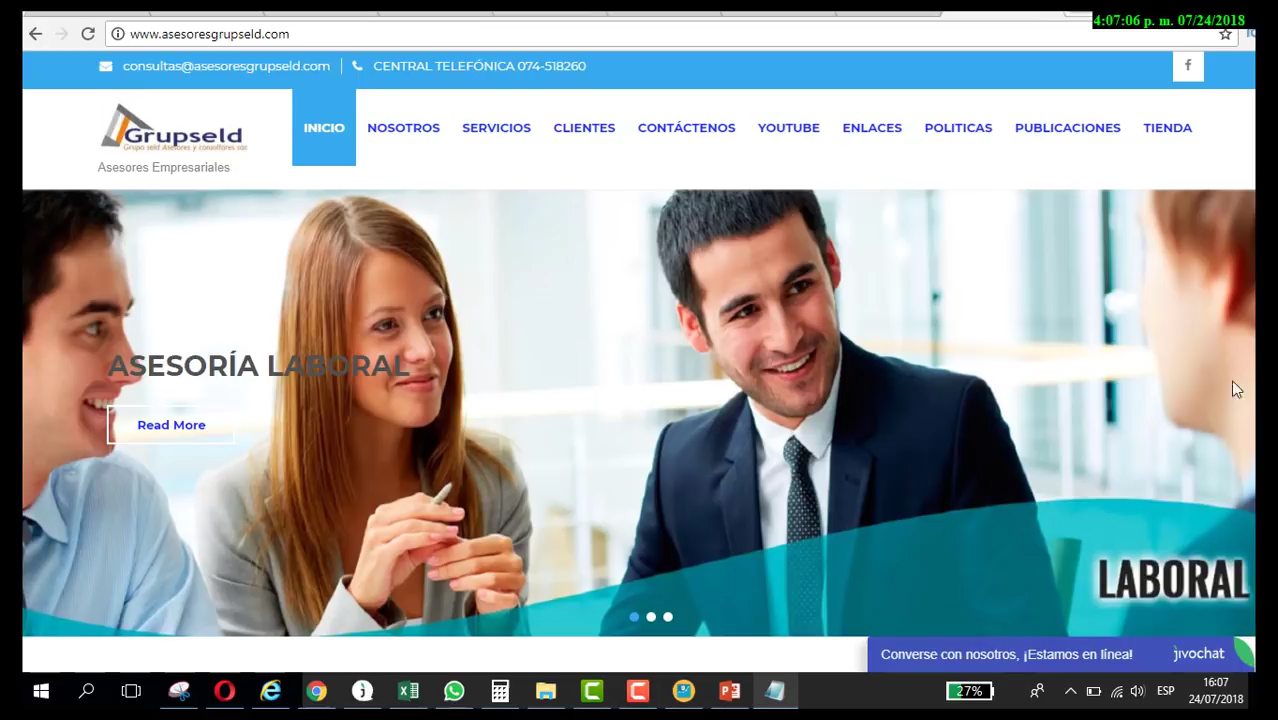 4:07:06 p. m. 07/24/2018
www.asesoresgrupseld.com
consultas@asesoresgrupseld.com
CENTRAL TELEFÓNICA 074-518260
f
Grupseld
Grupo seld Asesores y consultores sac
Asesores Empresariales
INICIO NOSOTROS SERVICIOS CLIENTES CONTÁCTENOS YOUTUBE ENLACES POLITICAS PUBLICACIONES TIENDA
ASESORÍA LABORAL
Read More
LABORAL
Converse con nosotros, ¡Estamos en línea! jivochat
27% ESP 16:07
24/07/2018